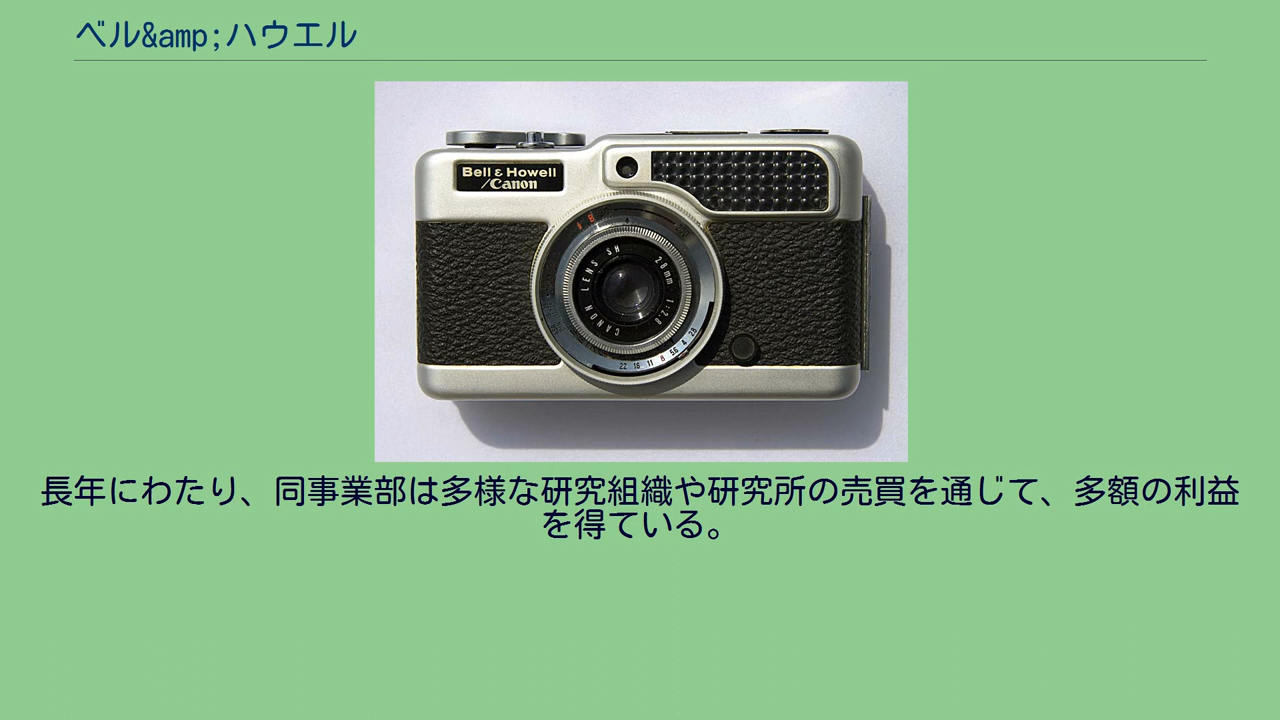 ベル&amp;ハウエル
Bell & Howell
/Canon
CANON LENS SH 28mm 1:2.8
22 16 11 8 5.6 4 2.8
長年にわたり、同事業部は多様な研究組織や研究所の売買を通じて、多額の利益
を得ている。